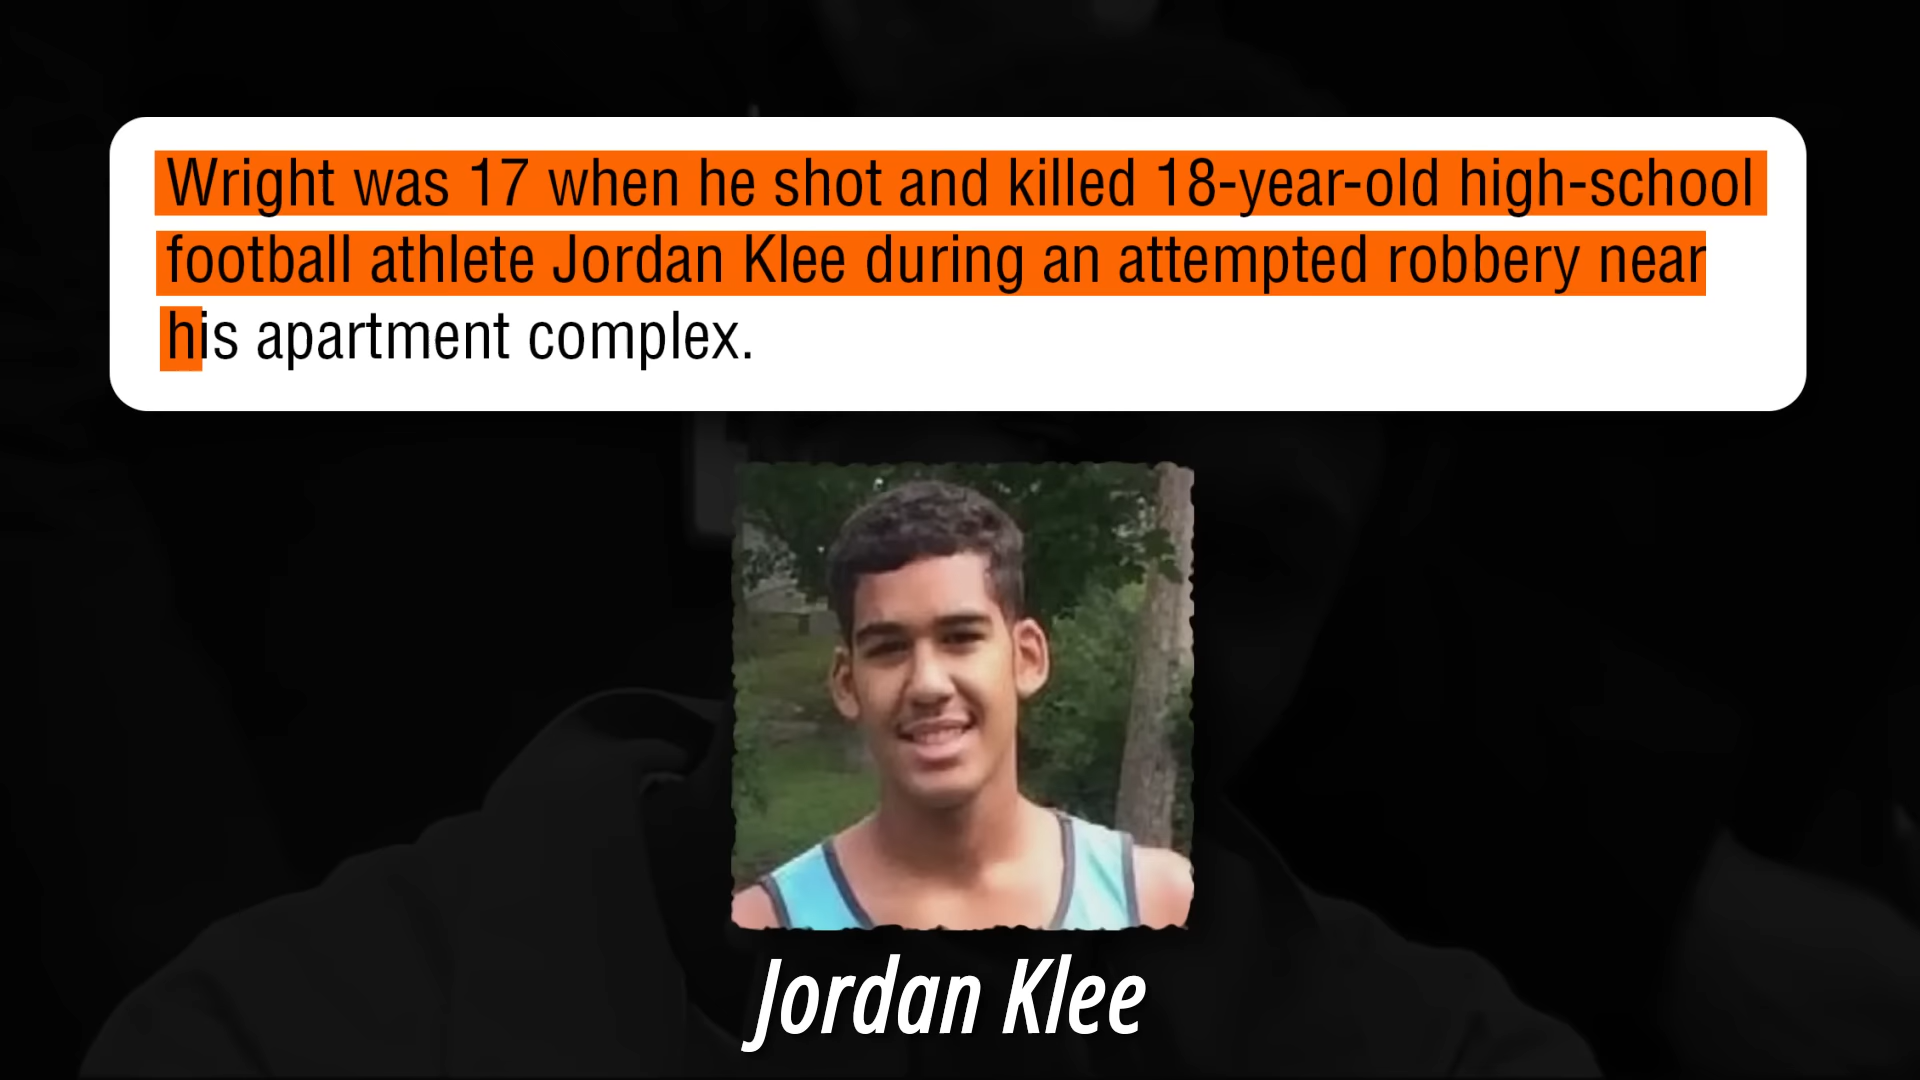 Wright was 17 when he shot and killed 18-year-old high-school
football athlete Jordan Klee during an attempted robbery near
his apartment complex.
Jordan Klee